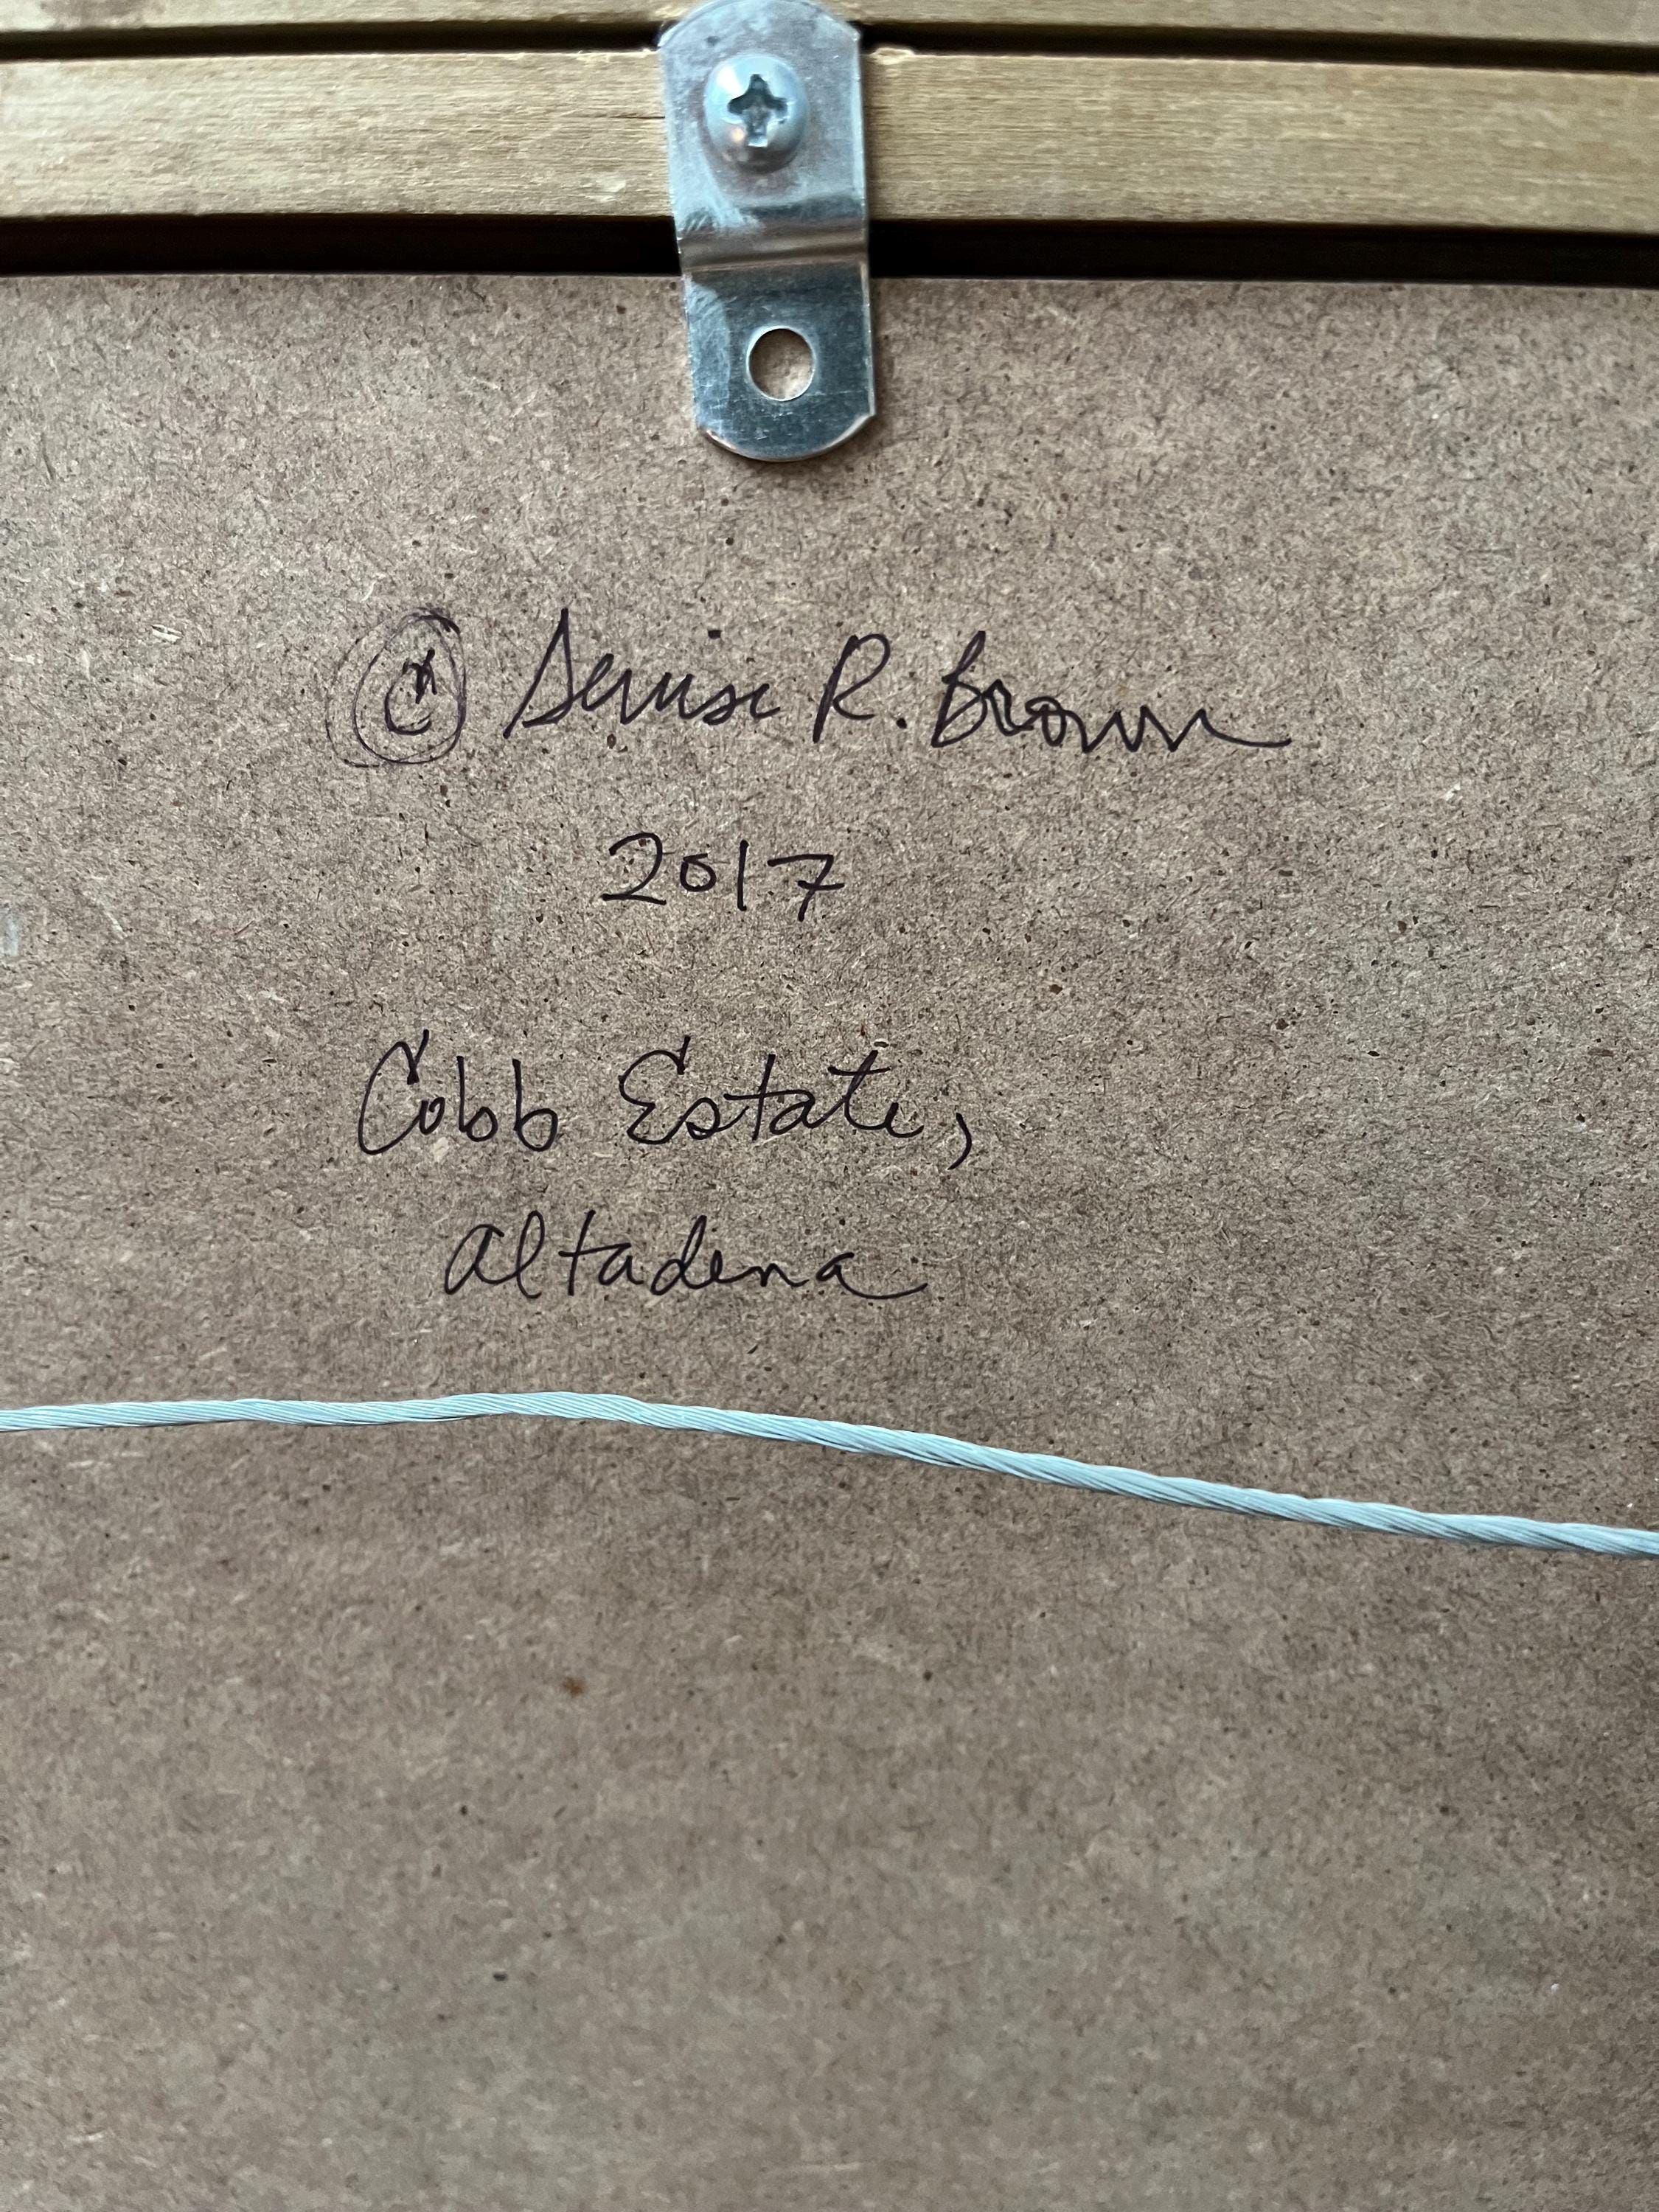 © Denise R. Brown
2017
Cobb Estate,
Altadena